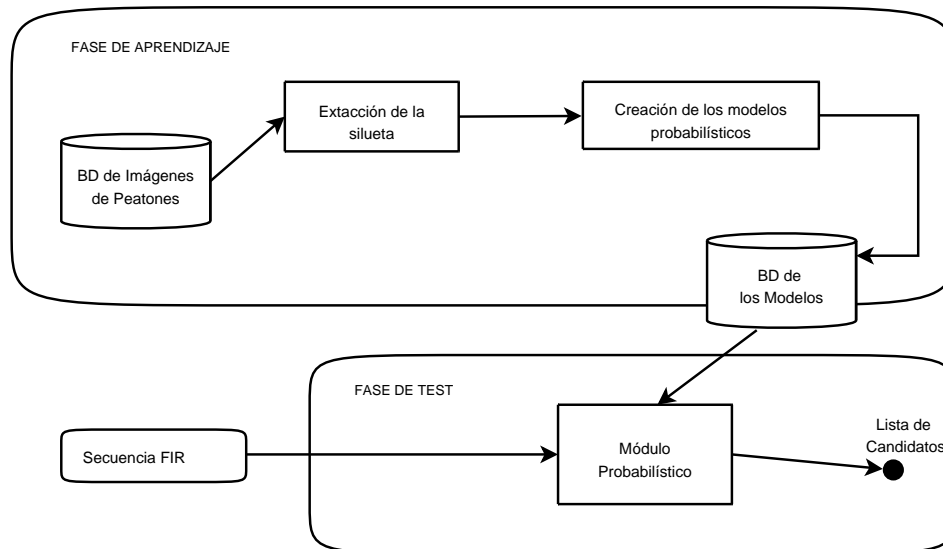 FASE DE APRENDIZAJE
Extacción de la
silueta
Creación de los modelos
probabilísticos
BD de Imágenes
de Peatones
BD de
los Modelos
FASE DE TEST
Secuencia FIR
Módulo
Probabilístico
Lista de
Candidatos